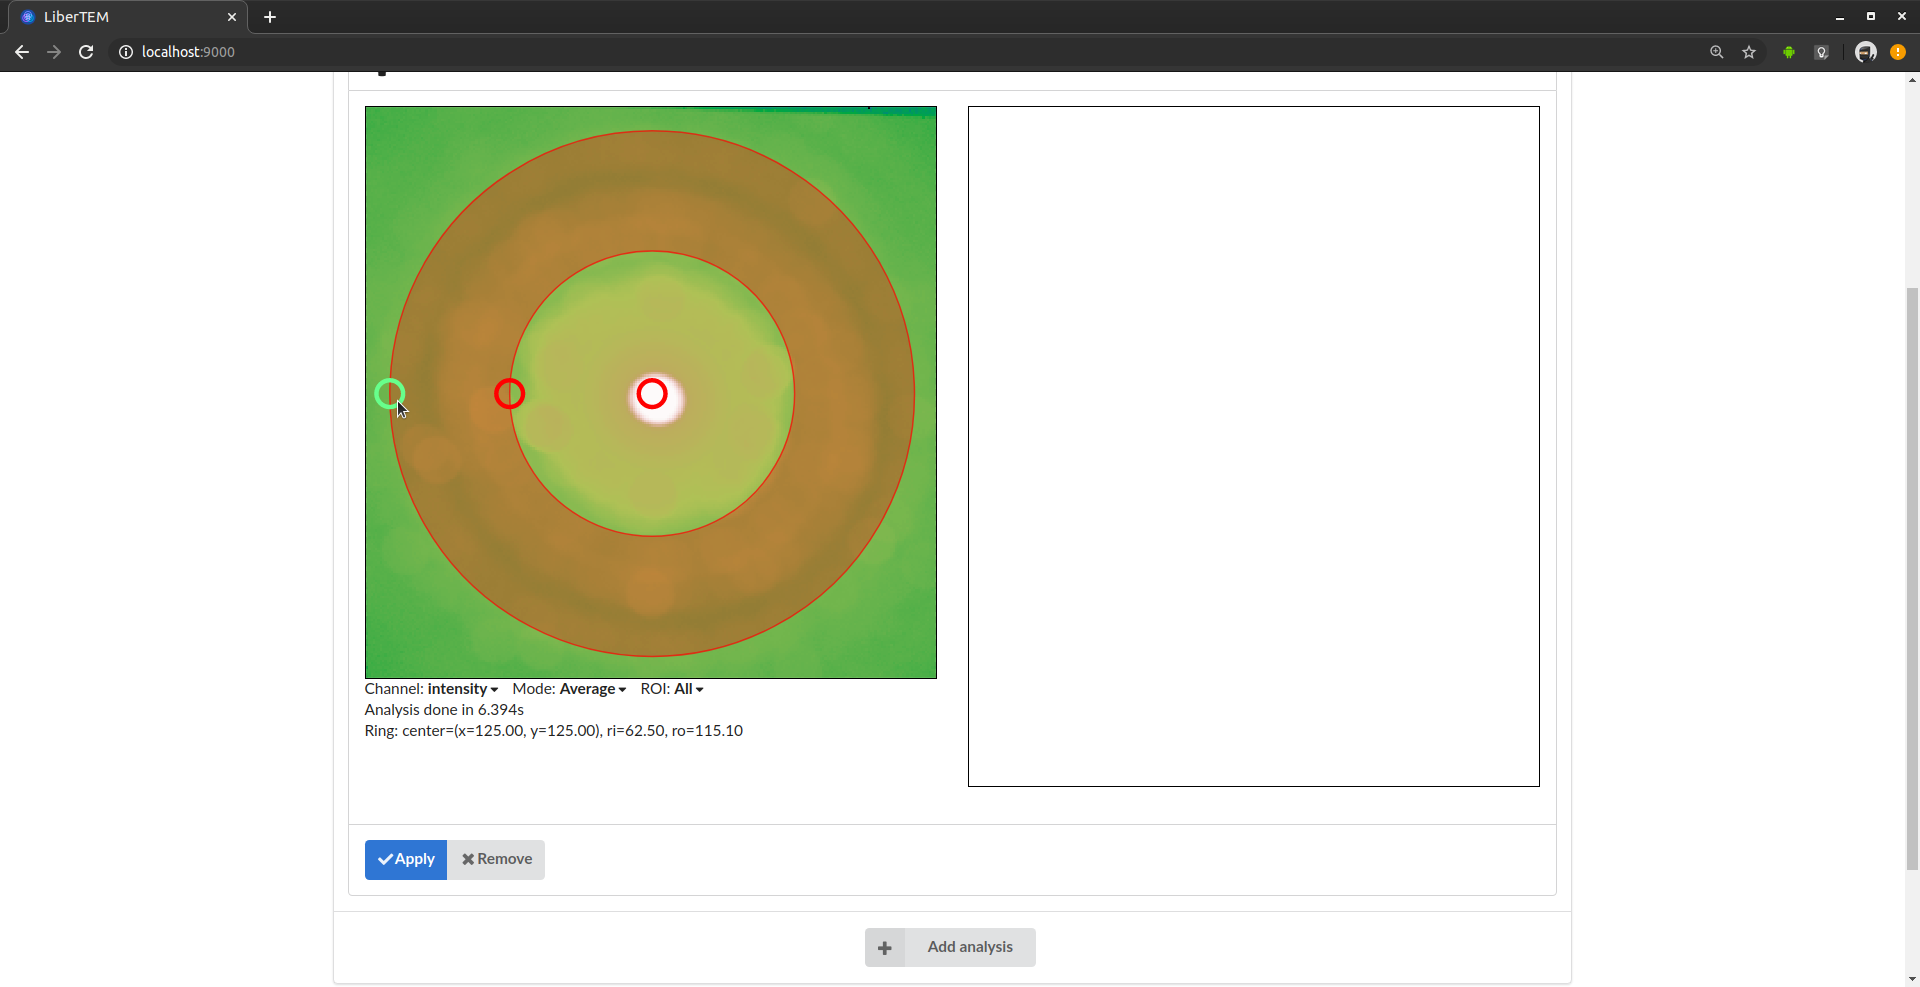 LiberTEM
localhost:9000
Channel: intensity Mode: Average ROI: All
Analysis done in 6.394s
Ring: center=(x=125.00, y=125.00), ri=62.50, ro=115.10
Apply Remove
Add analysis